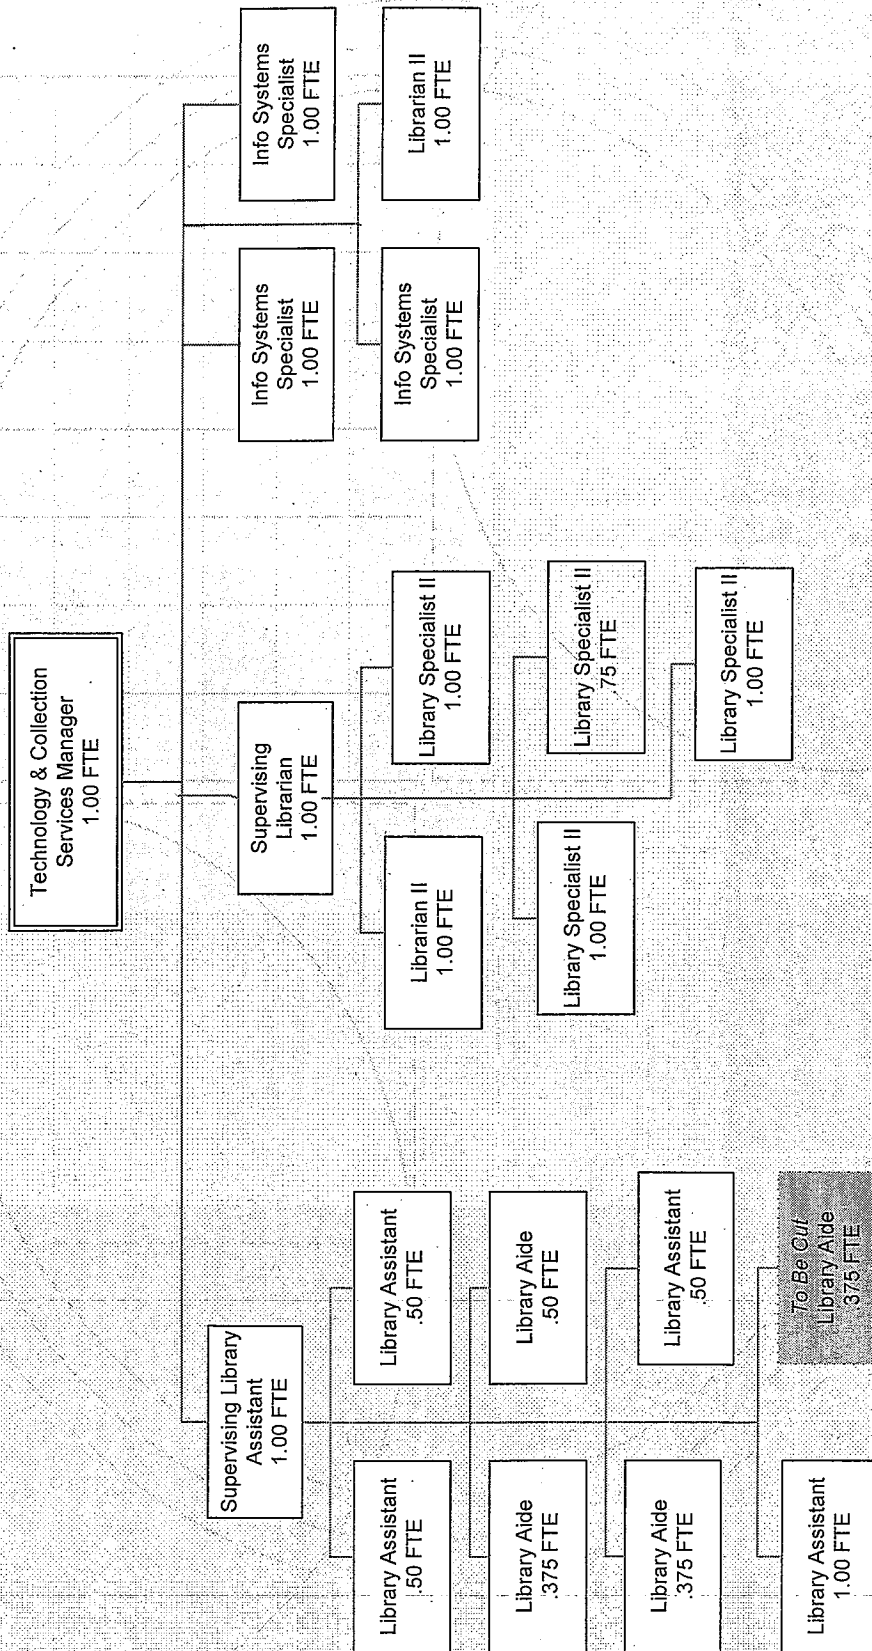 Technology & Collection
Services Manager
1.00 FTE
Supervising Library
Assistant
1.00 FTE
Library Assistant
.50 FTE
Library Assistant
.50 FTE
Library Aide
.375 FTE
Library Aide
.50 FTE
Library Aide
.375 FTE
Library Assistant
.50 FTE
Library Assistant
1.00 FTE
To Be Cut
Library Aide
.375 FTE
Supervising
Librarian
1.00 FTE
Librarian II
1.00 FTE
Library Specialist II
1.00 FTE
Library Specialist II
1.00 FTE
Library Specialist II
.75 FTE
Library Specialist II
1.00 FTE
Info Systems
Specialist
1.00 FTE
Info Systems
Specialist
1.00 FTE
Info Systems
Specialist
1.00 FTE
Librarian II
1.00 FTE